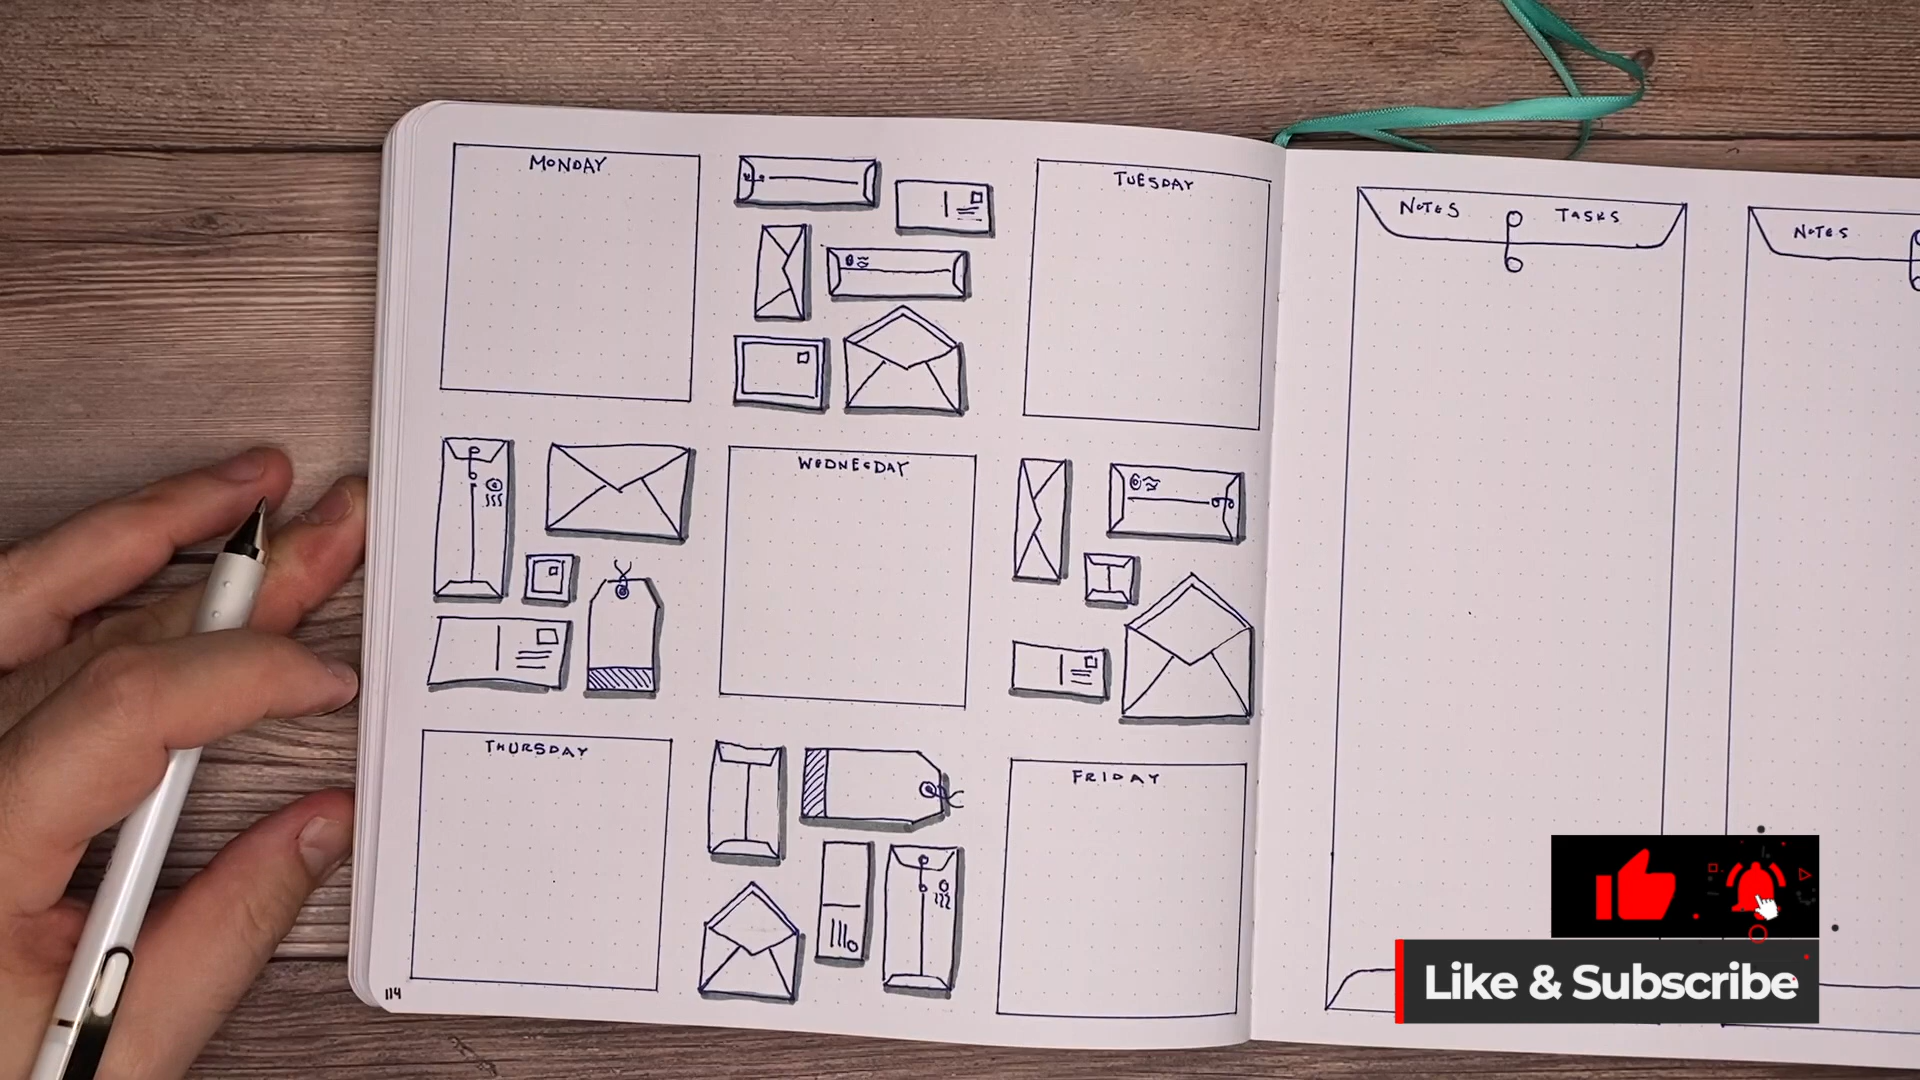 MONDAY
TUESDAY
WEDNESDAY
THURSDAY
FRIDAY
114
NOTES TASKS
NOTES
Like & Subscribe